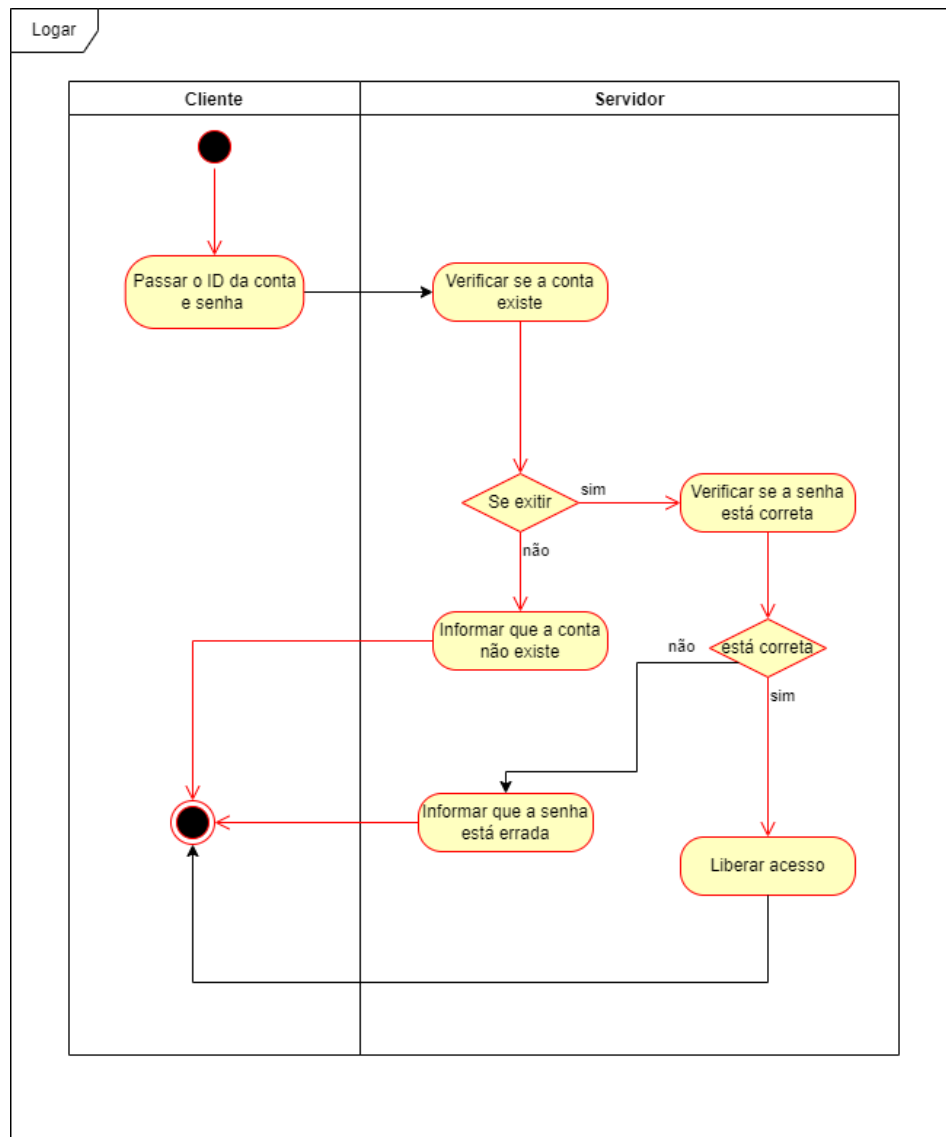 Logar
Cliente
Servidor
Passar o ID da conta
e senha
Verificar se a conta
existe
Se exitir
sim
Verificar se a senha
está correta
não
Informar que a conta
não existe
não
está correta
sim
Informar que a senha
está errada
Liberar acesso